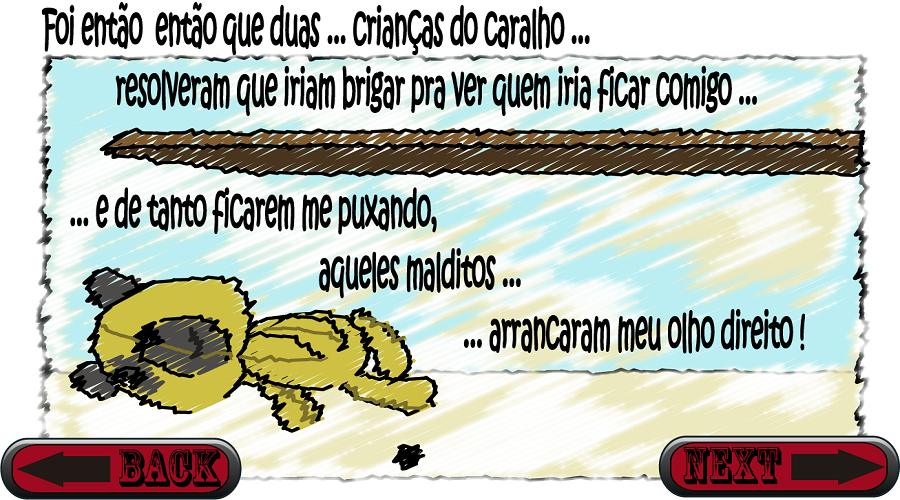 Foi então então que duas ... crianças do caralho ...
resolveram que iriam brigar pra ver quem iria ficar comigo ...
... e de tanto ficarem me puxando,
aqueles malditos ...
... arrancaram meu olho direito !
BACK
NEXT